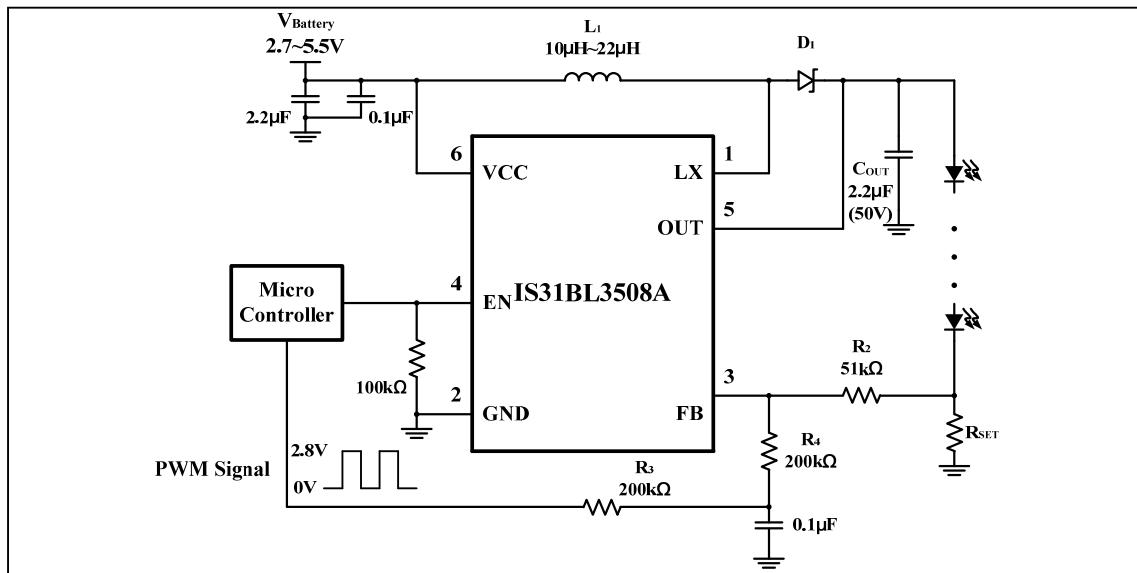 VBattery
2.7~5.5V
L1
10μH~22μH
D1
2.2μF
0.1μF
6
VCC
1
LX
COUT
2.2μF
(50V)
5
OUT
Micro
Controller
4
EN
IS31BL3508A
100kΩ
2
GND
3
FB
R2
51kΩ
RSET
R4
200kΩ
2.8V
PWM Signal
0V
R3
200kΩ
0.1μF